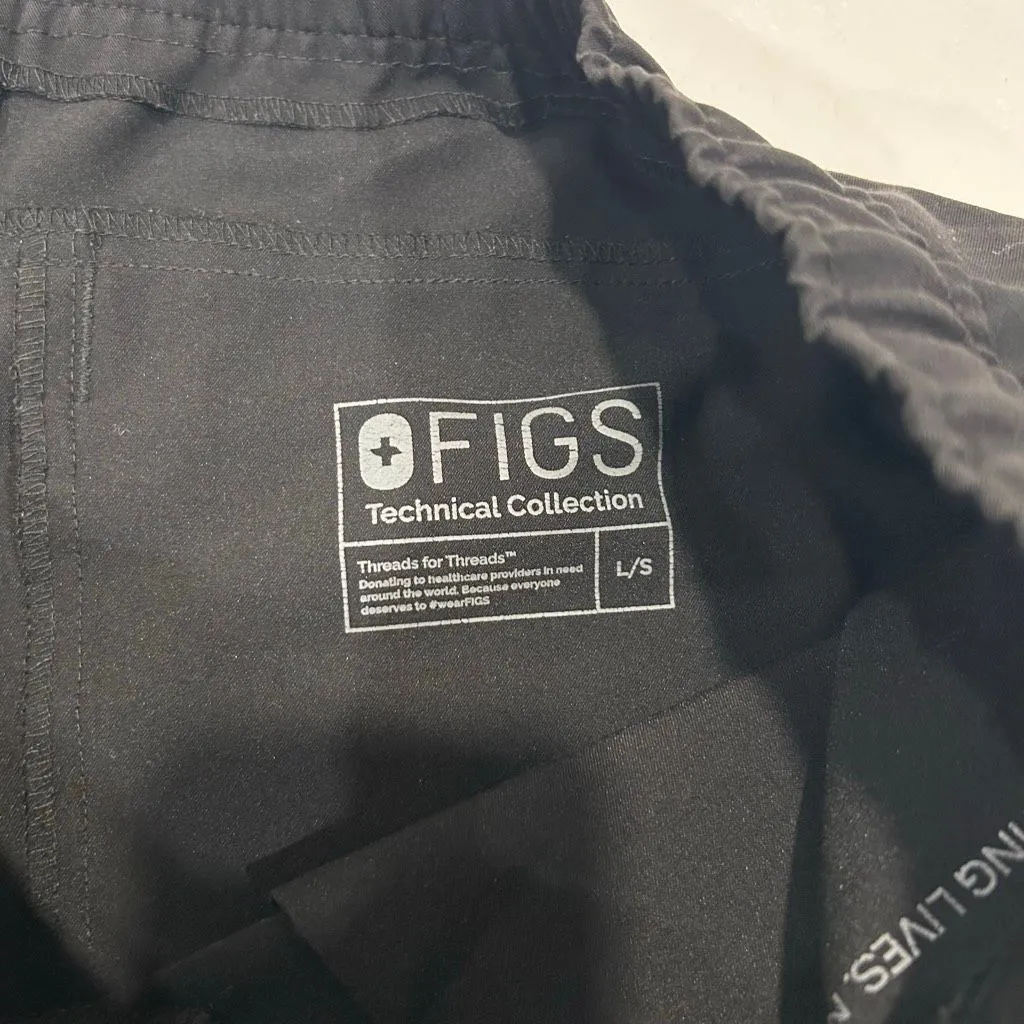 FIGS
Technical Collection
Threads for Threads™
Donating to healthcare providers in need
around the world. Because everyone
deserves to #wearFIGS
L/S
ING LIVES.